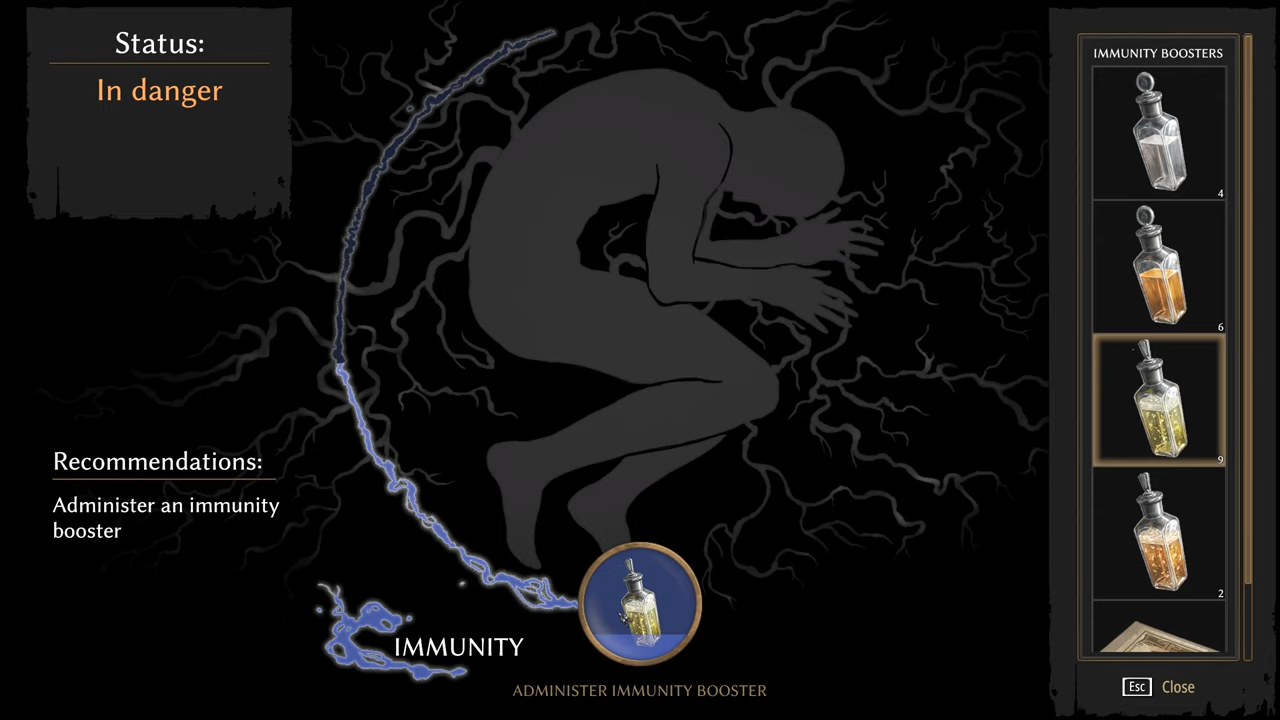 Status:
In danger
IMMUNITY BOOSTERS
4
6
9
2
Recommendations:
Administer an immunity
booster
IMMUNITY
ADMINISTER IMMUNITY BOOSTER
Esc Close